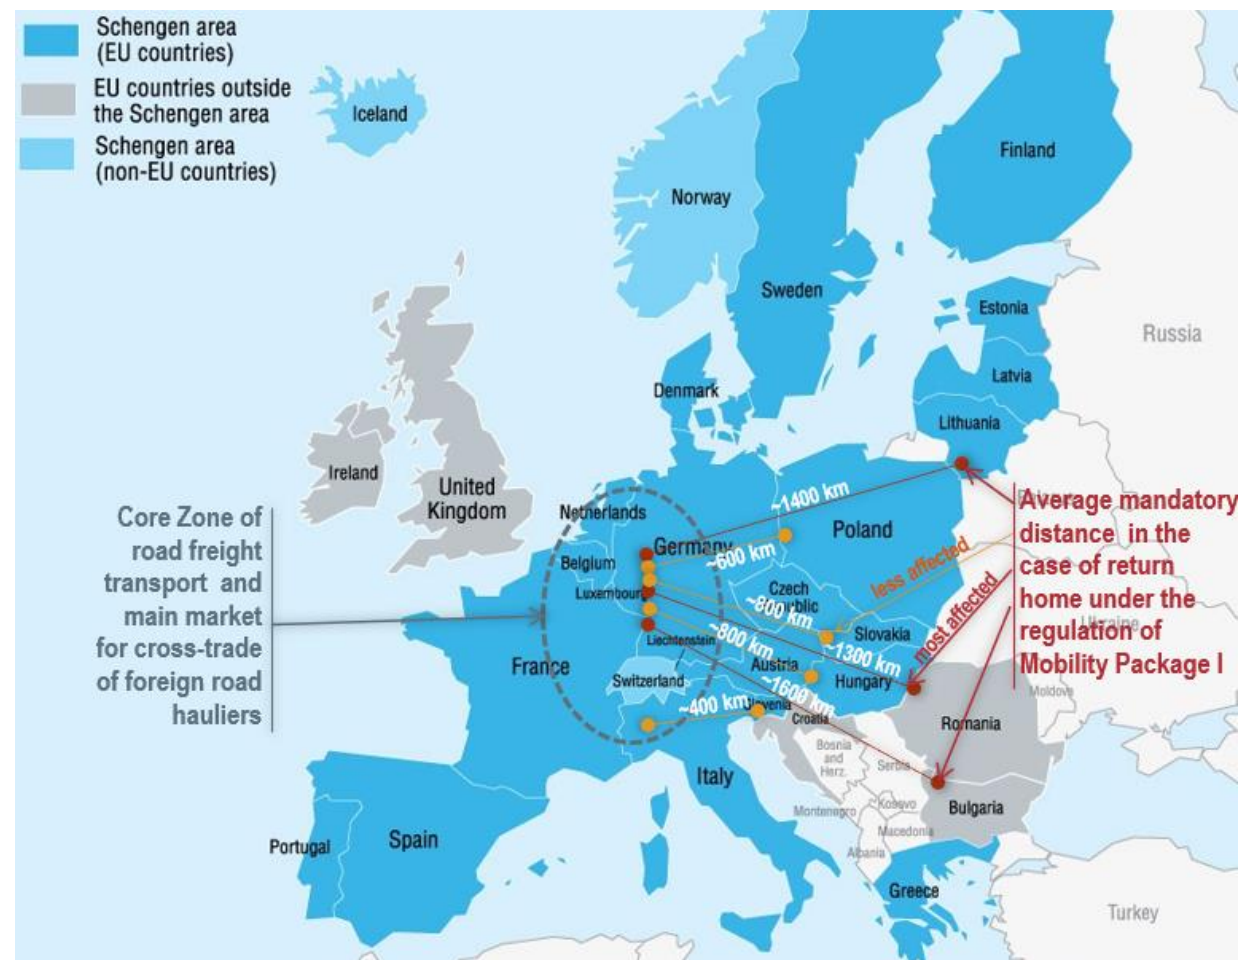 Schengen area
(EU countries)
EU countries outside
the Schengen area
Schengen area
(non-EU countries)
Iceland
Finland
Norway
Sweden
Estonia
Russia
Latvia
Denmark
Lithuania
Ireland
United
Kingdom
Netherlands
~1400 km
Poland
Germany
~600 km
Belgium
Luxembourg
Czech
~800 km
Slovakia
less affected
most affected
Core Zone of
road freight
transport and
main market
for cross-trade
of foreign road
hauliers
Average mandatory
distance in the
case of return
home under the
regulation of
Mobility Package I
Ukraine
Liechtenstein
~800 km
~1300 km
France
Switzerland
Austria
Hungary
Moldova
~1600 km
~400 km
Slovenia
Croatia
Romania
Bosnia
and
Herz.
Serbia
Italy
Montenegro
Kosovo
Bulgaria
Macedonia
Albania
Portugal
Spain
Greece
Turkey